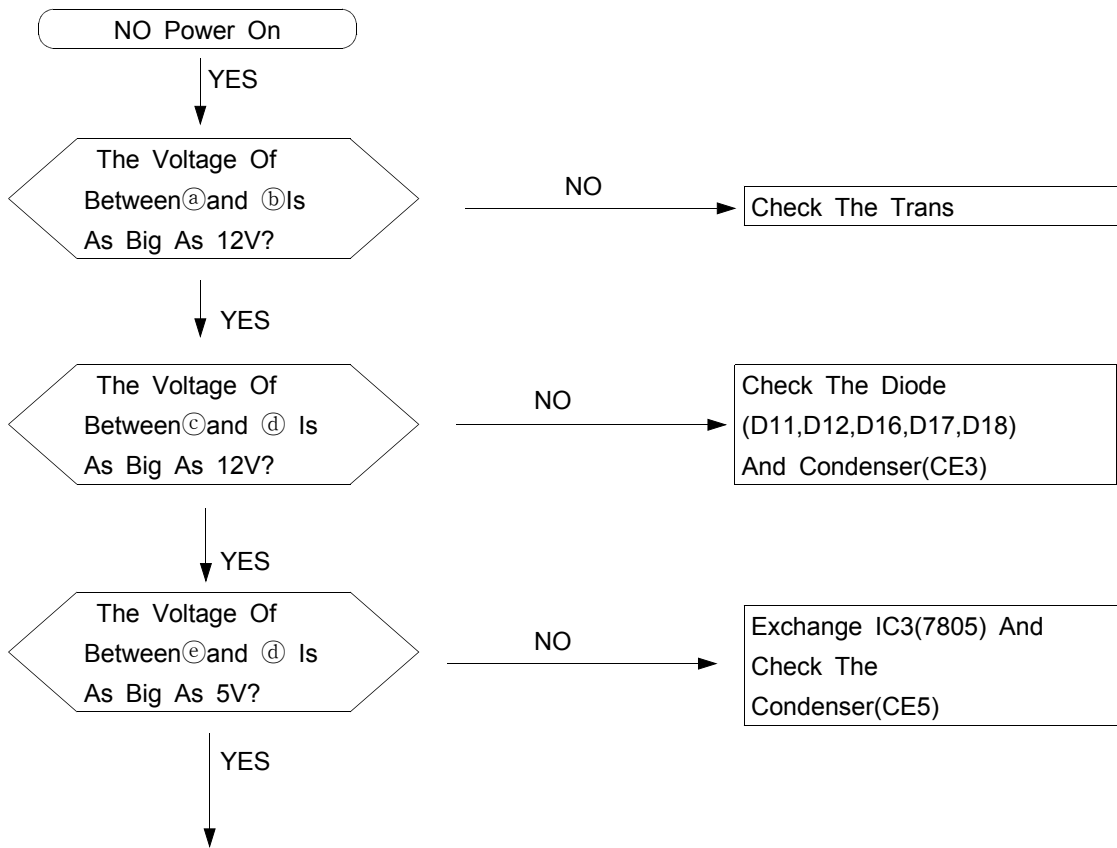 NO Power On
YES
The Voltage Of
Betweenⓐand ⓑIs
As Big As 12V?
NO
Check The Trans
YES
The Voltage Of
Betweenⓒand ⓓ Is
As Big As 12V?
NO
Check The Diode
(D11,D12,D16,D17,D18)
And Condenser(CE3)
YES
The Voltage Of
Betweenⓔand ⓓ Is
As Big As 5V?
NO
Exchange IC3(7805) And
Check The
Condenser(CE5)
YES